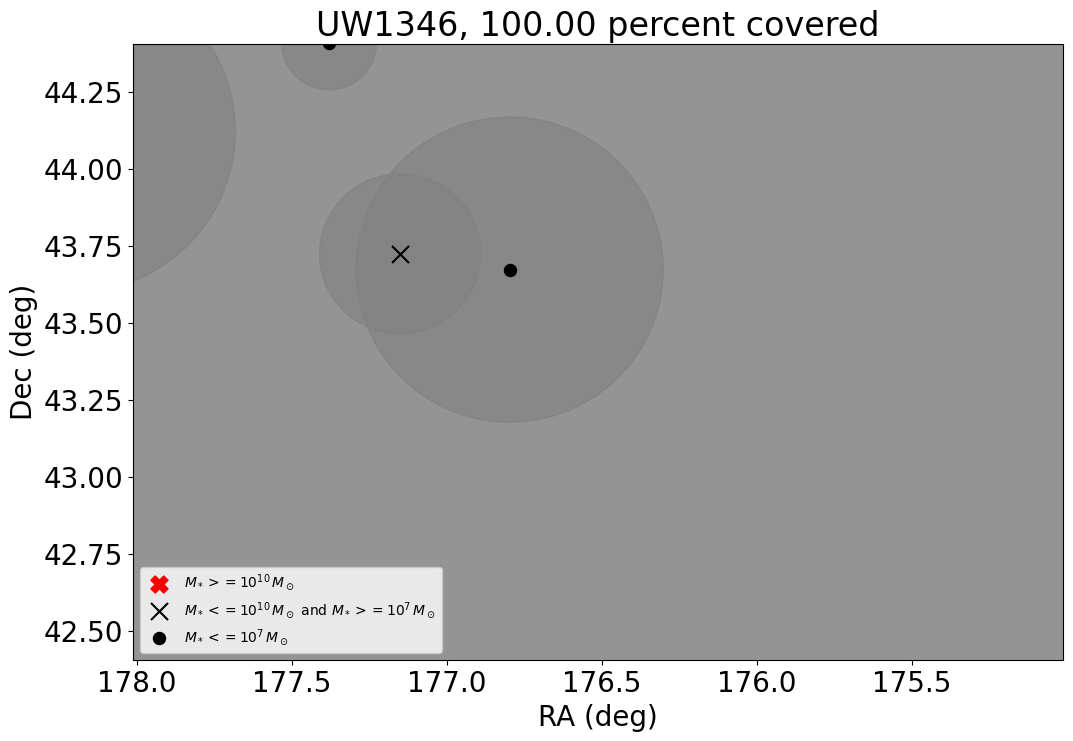 UW1346, 100.00 percent covered
44.25
44.00
43.75
43.50
43.25
43.00
42.75
42.50
Dec (deg)
M* >= 10^10 M⊙
M* <= 10^10 M⊙ and M* >= 10^7 M⊙
M* <= 10^7 M⊙
178.0 177.5 177.0 176.5 176.0 175.5
RA (deg)